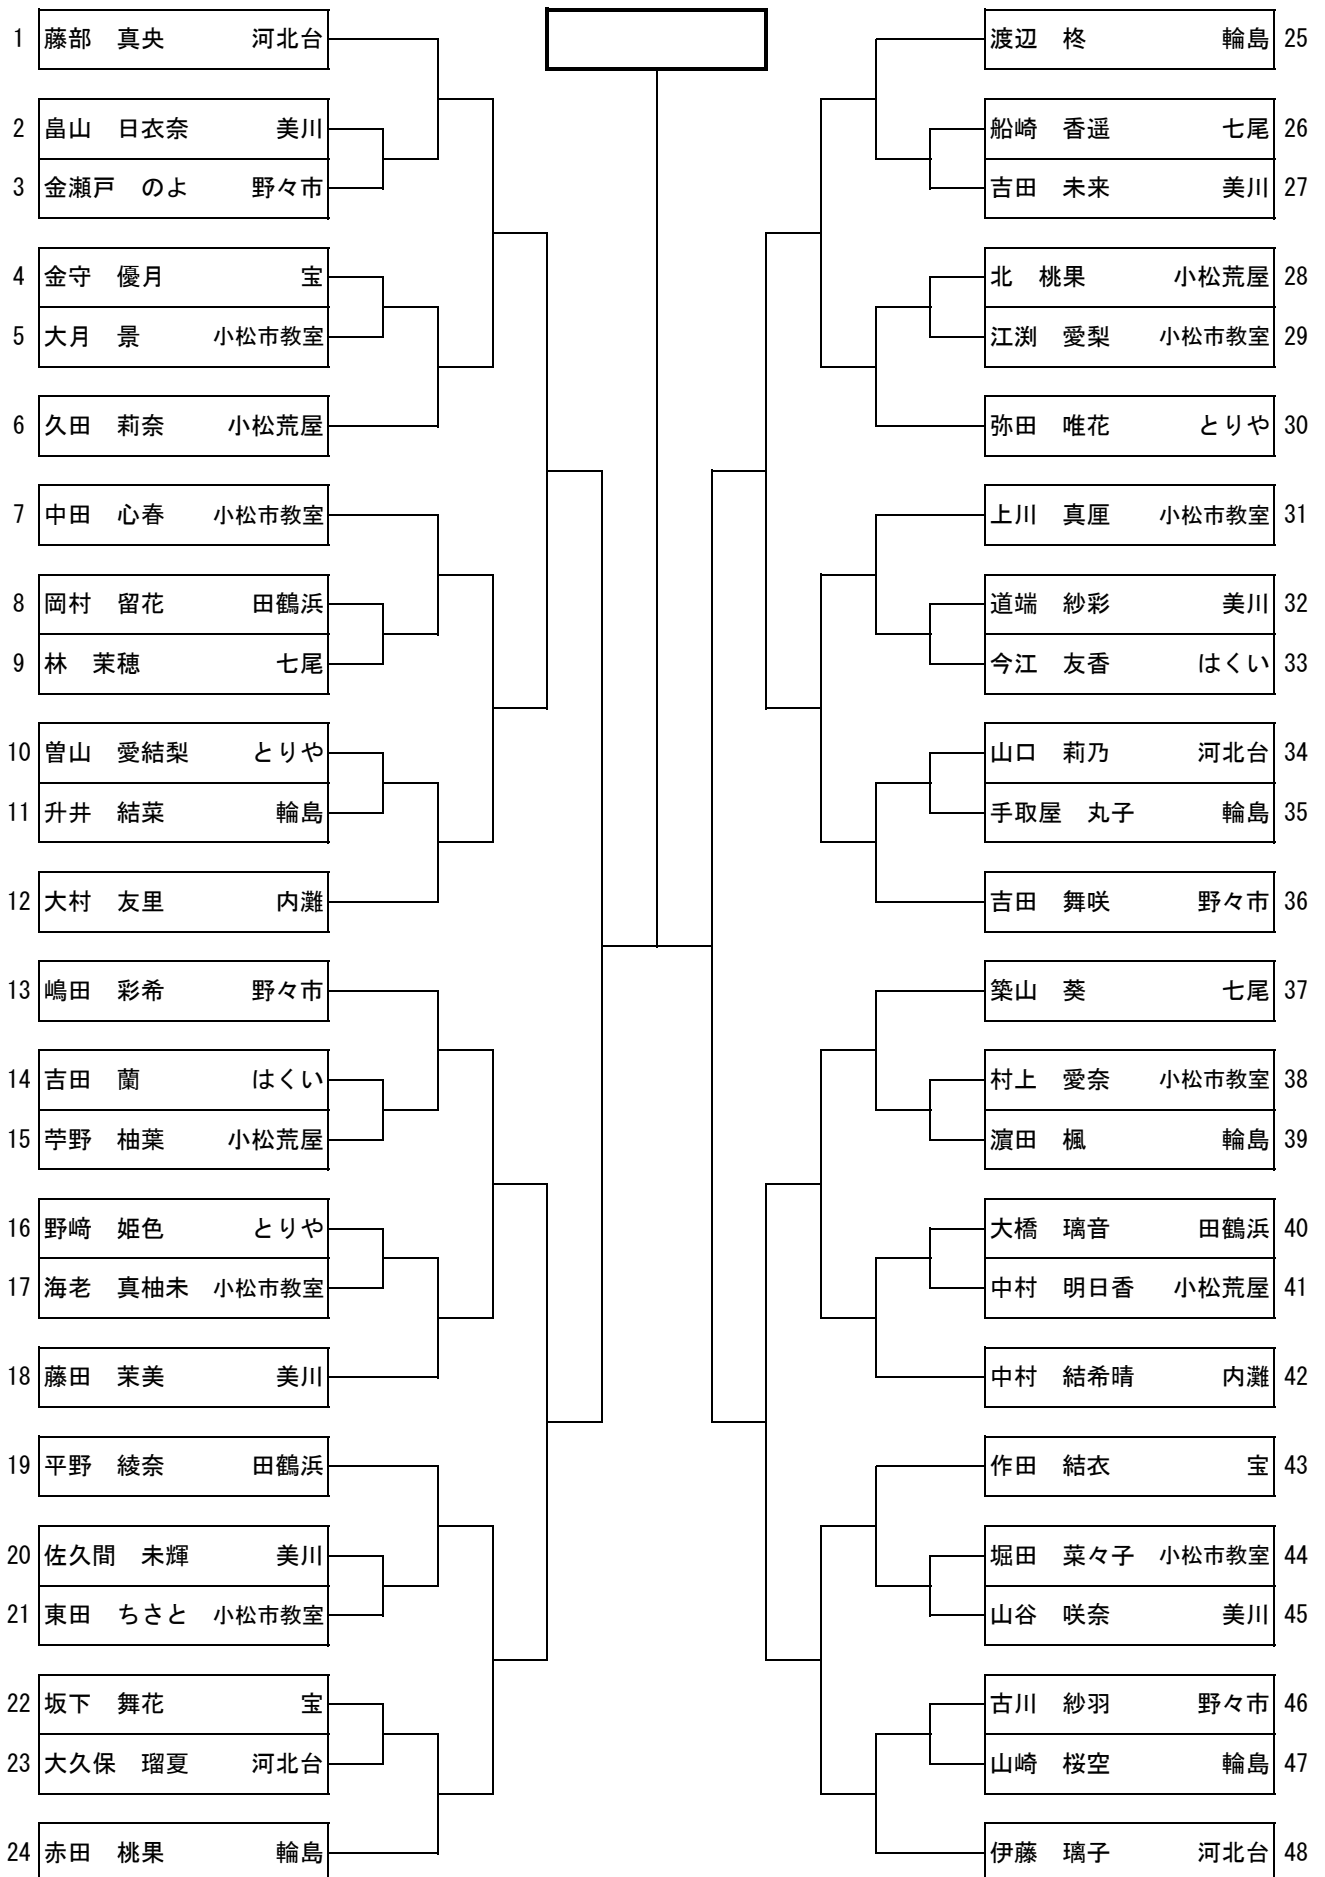 1 藤部　真央 河北台
2 畠山　日衣奈 美川
3 金瀬戸　のよ 野々市
4 金守　優月 宝
5 大月　景 小松市教室
6 久田　莉奈 小松荒屋
7 中田　心春 小松市教室
8 岡村　留花 田鶴浜
9 林　茉穂 七尾
10 曽山　愛結梨 とりや
11 升井　結菜 輪島
12 大村　友里 内灘
13 嶋田　彩希 野々市
14 吉田　蘭 はくい
15 苧野　柚葉 小松荒屋
16 野﨑　姫色 とりや
17 海老　真柚未 小松市教室
18 藤田　茉美 美川
19 平野　綾奈 田鶴浜
20 佐久間　未輝 美川
21 東田　ちさと 小松市教室
22 坂下　舞花 宝
23 大久保　瑠夏 河北台
24 赤田　桃果 輪島
渡辺　柊 輪島 25
船崎　香遥 七尾 26
吉田　未来 美川 27
北　桃果 小松荒屋 28
江渕　愛梨 小松市教室 29
弥田　唯花 とりや 30
上川　真厘 小松市教室 31
道端　紗彩 美川 32
今江　友香 はくい 33
山口　莉乃 河北台 34
手取屋　丸子 輪島 35
吉田　舞咲 野々市 36
築山　葵 七尾 37
村上　愛奈 小松市教室 38
濵田　楓 輪島 39
大橋　璃音 田鶴浜 40
中村　明日香 小松荒屋 41
中村　結希晴 内灘 42
作田　結衣 宝 43
堀田　菜々子 小松市教室 44
山谷　咲奈 美川 45
古川　紗羽 野々市 46
山崎　桜空 輪島 47
伊藤　璃子 河北台 48